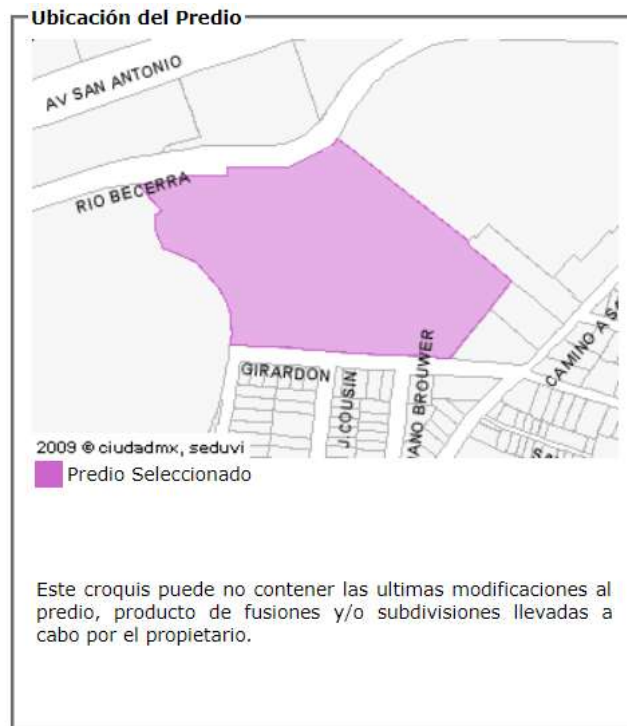 Ubicación del Predio
AV SAN ANTONIO
RIO BECERRA
GIRARDON
J.COUSIN
ANO BROUWER
CAMINO A S
2009 © ciudadmx, seduvi
Predio Seleccionado
Este croquis puede no contener las ultimas modificaciones al
predio, producto de fusiones y/o subdivisiones llevadas a
cabo por el propietario.